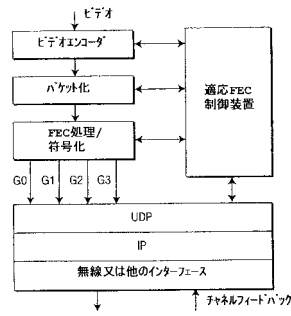 ビデオ
ビデオエンコーダ
パケット化
適応FEC
制御装置
FEC処理/
符号化
G0 G1 G2 G3
UDP
IP
無線又は他のインターフェース
チャネルフィードバック